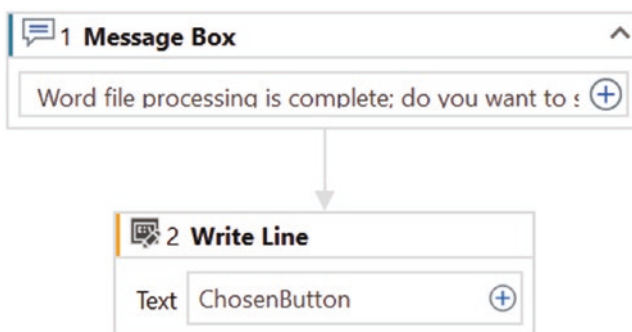 1 Message Box
Word file processing is complete; do you want to
2 Write Line
Text ChosenButton